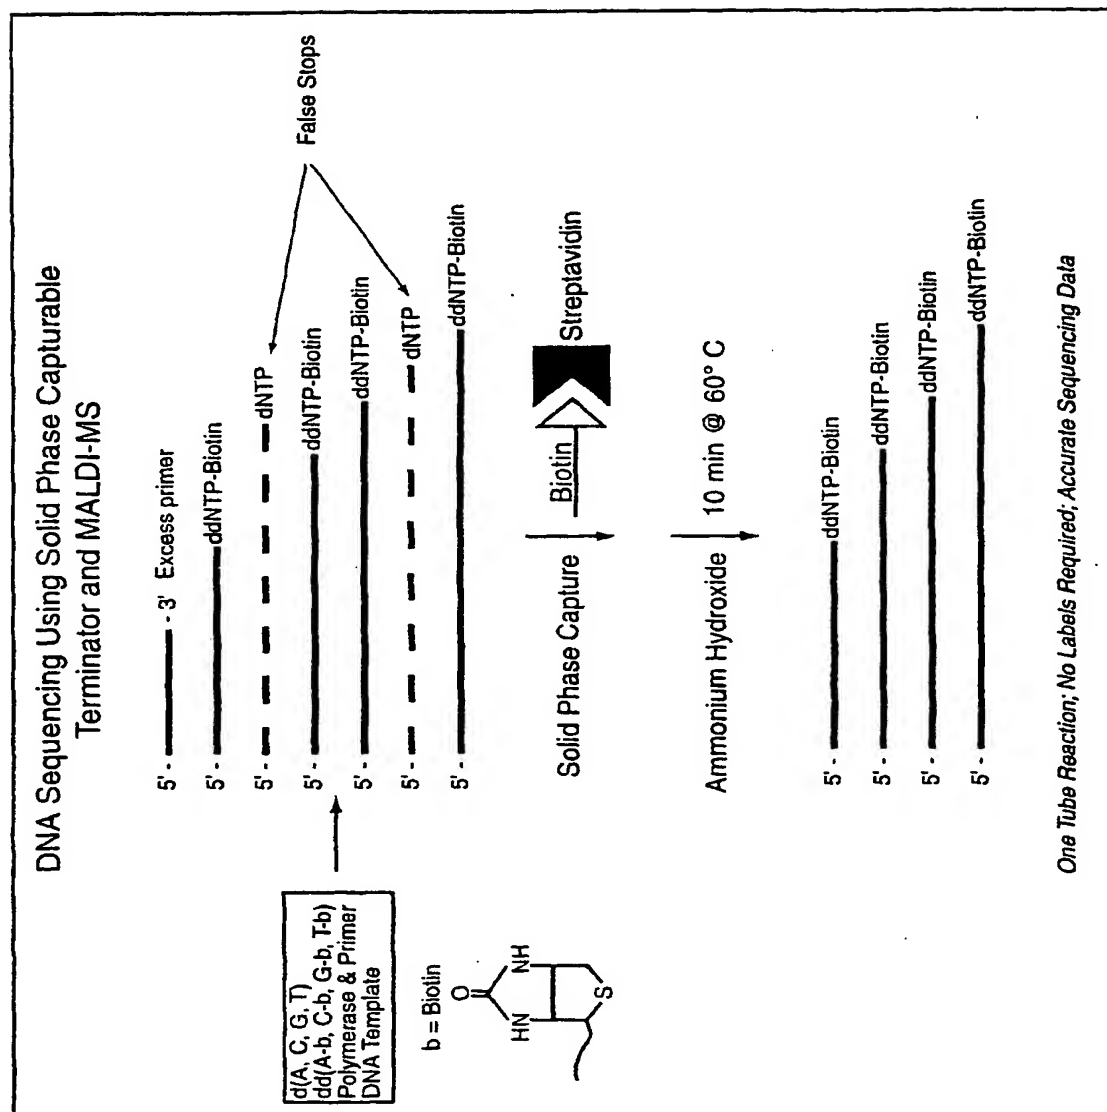 DNA Sequencing Using Solid Phase Capturable
Terminator and MALDI-MS
d(A, C, G, T)
dd(A-b, C-b, G-b, T-b)
Polymerase & Primer
DNA Template
b = Biotin
O
HN
NH
S
5' - - 3' Excess primer
5' - ddNTP-Biotin
5' - dNTP
5' - ddNTP-Biotin
5' - ddNTP-Biotin
5' - dNTP
5' - ddNTP-Biotin
False Stops
Solid Phase Capture
Biotin
Streptavidin
Ammonium Hydroxide
10 min @ 60° C
5' - ddNTP-Biotin
5' - ddNTP-Biotin
5' - ddNTP-Biotin
5' - ddNTP-Biotin
One Tube Reaction; No Labels Required; Accurate Sequencing Data